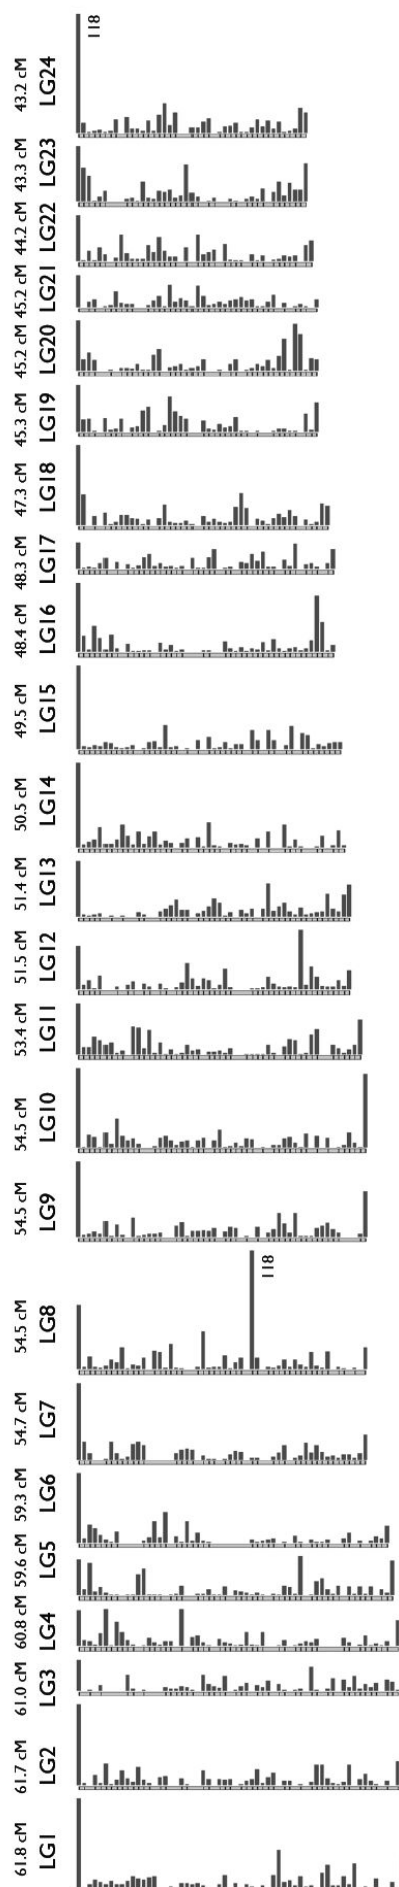 118
43.2 cM
LG24
43.3 cM
LG23
44.2 cM
LG22
45.2 cM
LG21
45.2 cM
LG20
45.3 cM
LG19
47.3 cM
LG18
48.3 cM
LG17
48.4 cM
LG16
49.5 cM
LG15
50.5 cM
LG14
51.4 cM
LG13
51.5 cM
LG12
53.4 cM
LG11
54.5 cM
LG10
54.5 cM
LG9
118
54.5 cM
LG8
54.7 cM
LG7
59.3 cM
LG6
59.6 cM
LG5
60.8 cM
LG4
61.0 cM
LG3
61.7 cM
LG2
61.8 cM
LG1